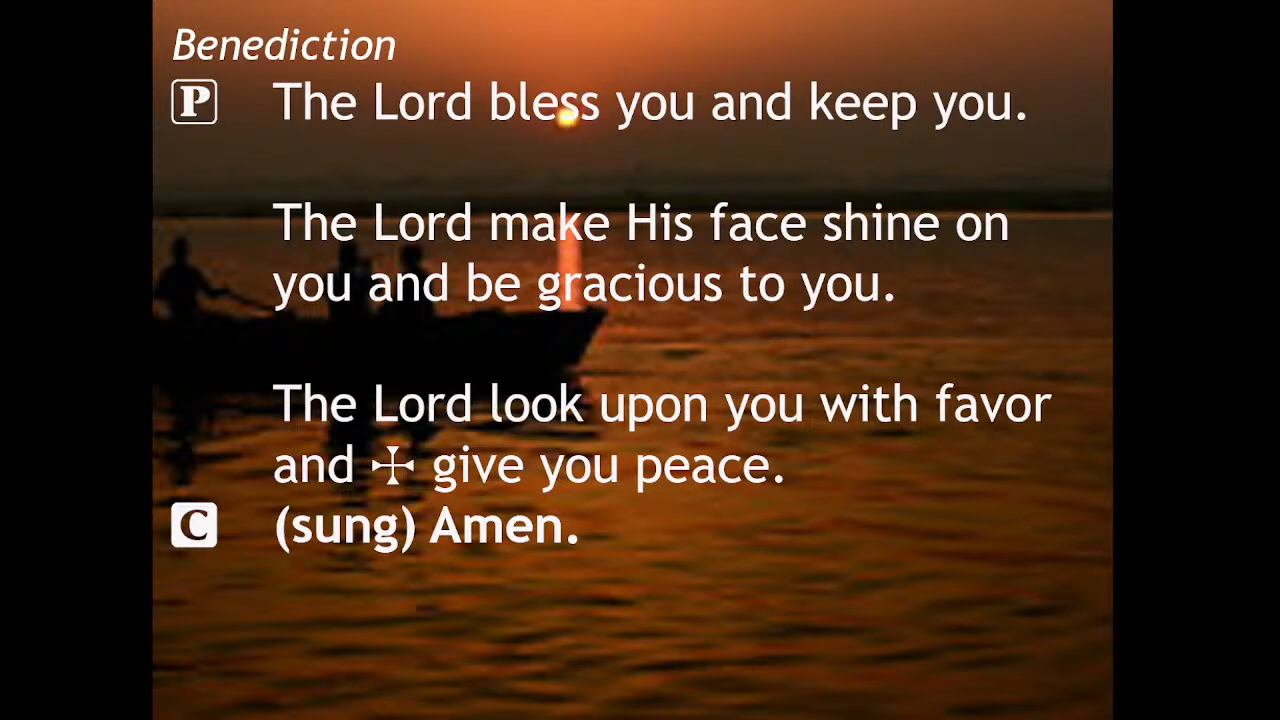 Benediction
P The Lord bless you and keep you.
The Lord make His face shine on
you and be gracious to you.
The Lord look upon you with favor
and ☩ give you peace.
C (sung) Amen.